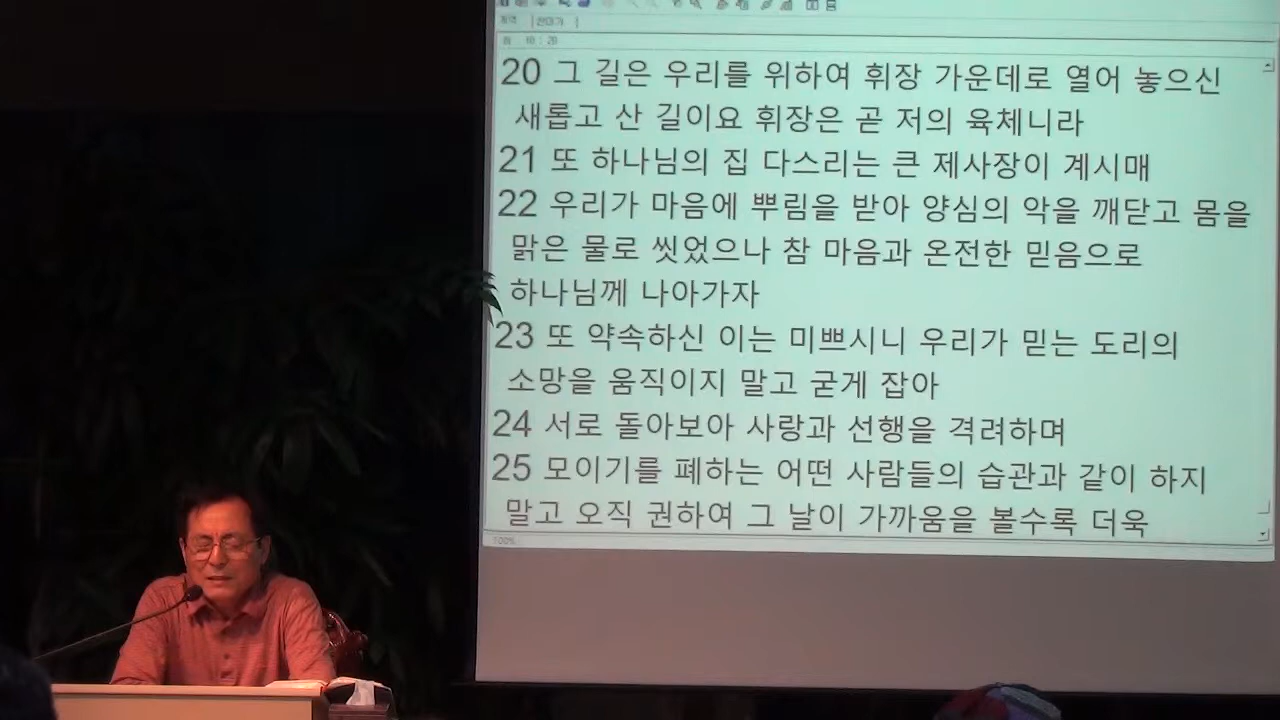 20 그 길은 우리를 위하여 휘장 가운데로 열어 놓으신
새롭고 산 길이요 휘장은 곧 저의 육체니라
21 또 하나님의 집 다스리는 큰 제사장이 계시매
22 우리가 마음에 뿌림을 받아 양심의 악을 깨닫고 몸을
맑은 물로 씻었으나 참 마음과 온전한 믿음으로
하나님께 나아가자
23 또 약속하신 이는 미쁘시니 우리가 믿는 도리의
소망을 움직이지 말고 굳게 잡아
24 서로 돌아보아 사랑과 선행을 격려하며
25 모이기를 폐하는 어떤 사람들의 습관과 같이 하지
말고 오직 권하여 그 날이 가까움을 볼수록 더욱
100%